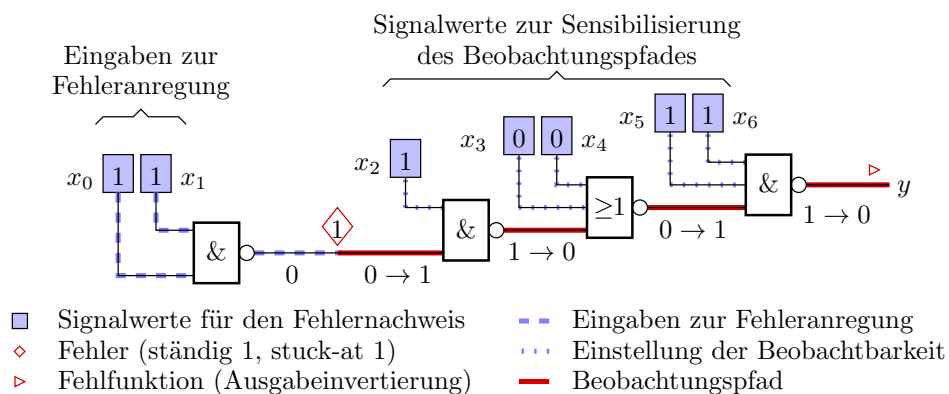 Signalwerte zur Sensibilisierung
des Beobachtungspfades
Eingaben zur
Fehleranregung
x5 1 1 x6
x3 0 0 x4
x2 1
x0 1 1 x1
& 0 1 0 → 1 & 1 → 0 ≥1 0 → 1 & 1 → 0 y
Signalwerte für den Fehlernachweis
Fehler (ständig 1, stuck-at 1)
Fehlfunktion (Ausgabeinvertierung)
Eingaben zur Fehleranregung
Einstellung der Beobachtbarkeit
Beobachtungspfad